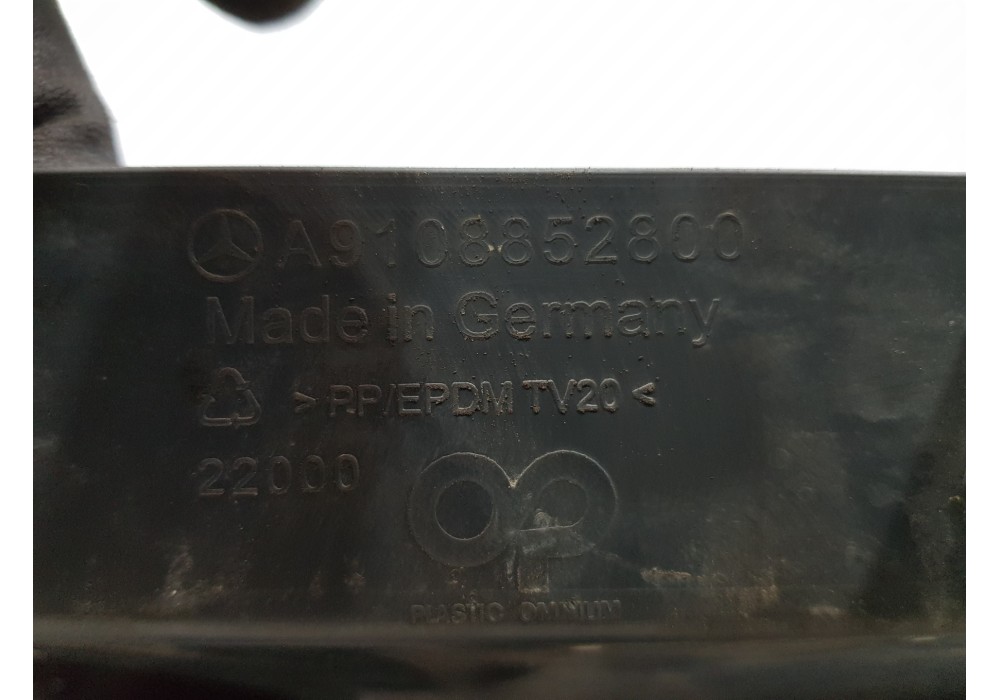 A9108852800
Made in Germany
>PP/EPDM TV20<
22000
PLASTIC OMNIUM